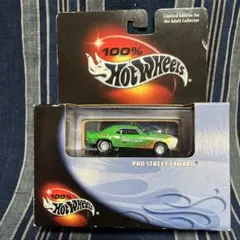 Limited Edition for
the Adult Collector
100%
Hot Wheels
PRO STREET CAMARO
100%
Hot Wheels